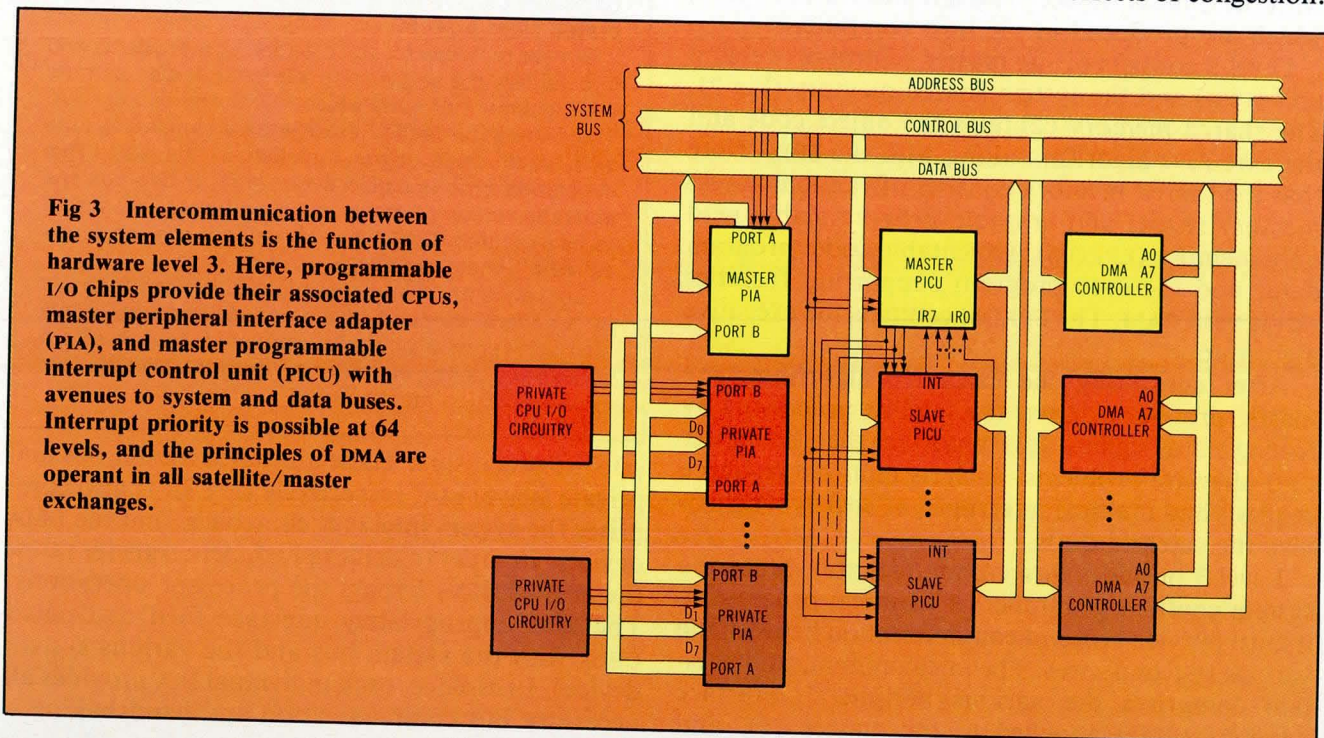 of congestion.
Fig 3 Intercommunication between
the system elements is the function of
hardware level 3. Here, programmable
I/O chips provide their associated CPUs,
master peripheral interface adapter
(PIA), and master programmable
interrupt control unit (PICU) with
avenues to system and data buses.
Interrupt priority is possible at 64
levels, and the principles of DMA are
operant in all satellite/master
exchanges.
SYSTEM
BUS
ADDRESS BUS
CONTROL BUS
DATA BUS
PORT A
MASTER
PIA
PORT B
MASTER
PICU
IR7 IR0
A0
DMA A7
CONTROLLER
PRIVATE
CPU I/O
CIRCUITRY
PORT B
D0
PRIVATE
PIA
D7
PORT A
INT
SLAVE
PICU
A0
DMA A7
CONTROLLER
PRIVATE
CPU I/O
CIRCUITRY
PORT B
D1
PRIVATE
PIA
D7
PORT A
INT
SLAVE
PICU
A0
DMA A7
CONTROLLER